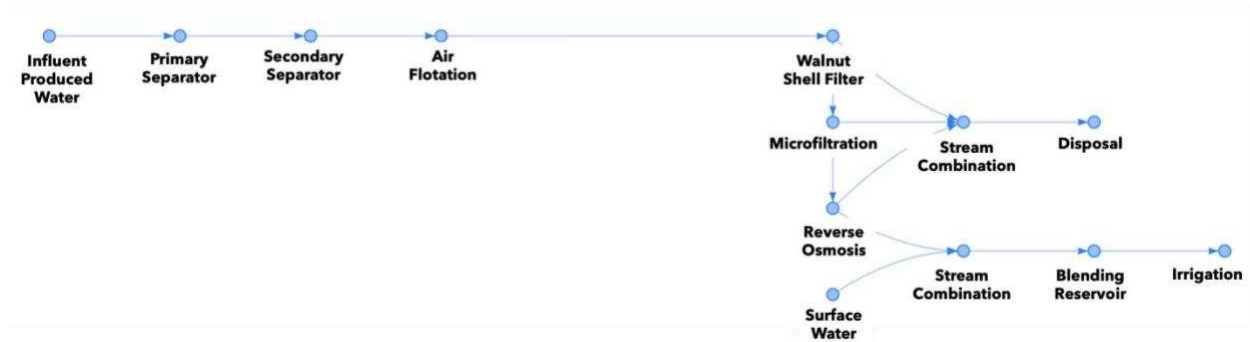 Influent
Produced
Water
Primary
Separator
Secondary
Separator
Air
Flotation
Walnut
Shell Filter
Microfiltration
Stream
Combination
Disposal
Reverse
Osmosis
Stream
Combination
Blending
Reservoir
Irrigation
Surface
Water